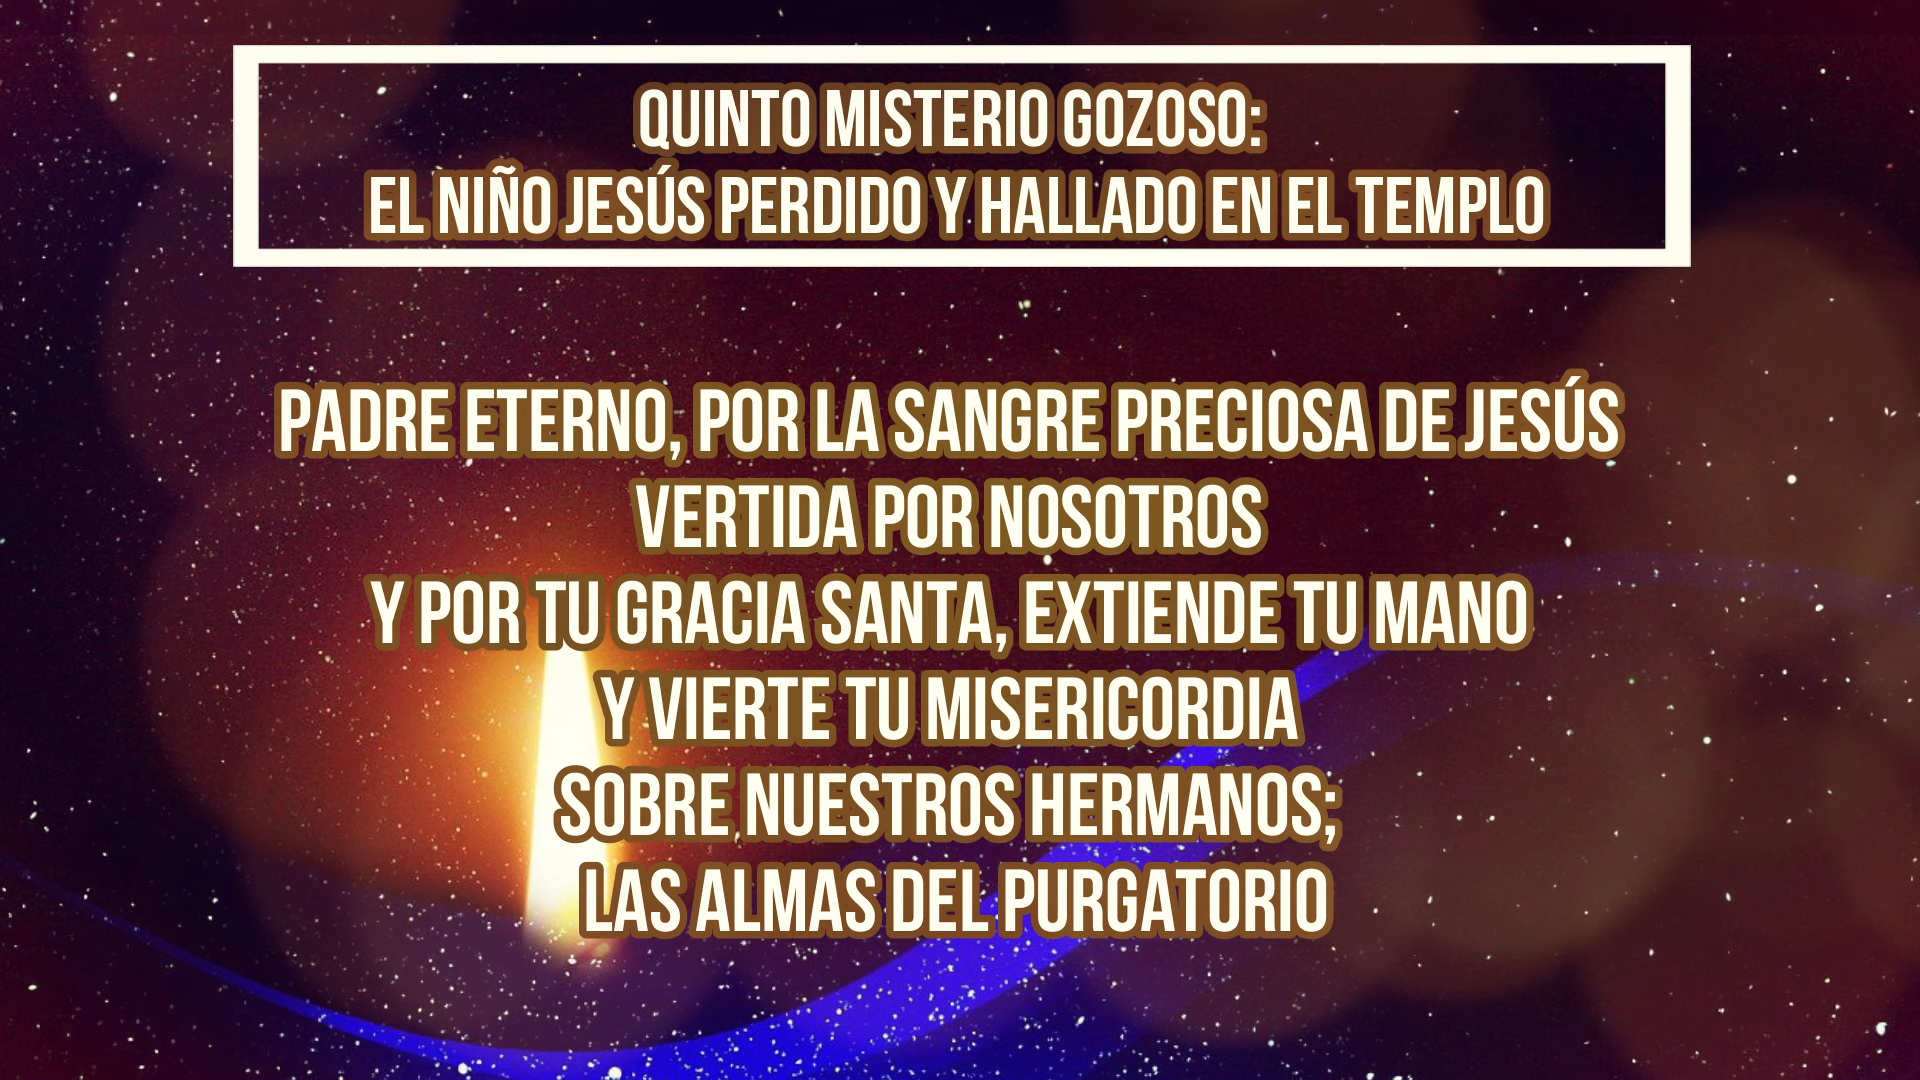 QUINTO MISTERIO GOZOSO:
EL NIÑO JESÚS PERDIDO Y HALLADO EN EL TEMPLO
PADRE ETERNO, POR LA SANGRE PRECIOSA DE JESÚS
VERTIDA POR NOSOTROS
Y POR TU GRACIA SANTA, EXTIENDE TU MANO
Y VIERTE TU MISERICORDIA
SOBRE NUESTROS HERMANOS;
LAS ALMAS DEL PURGATORIO